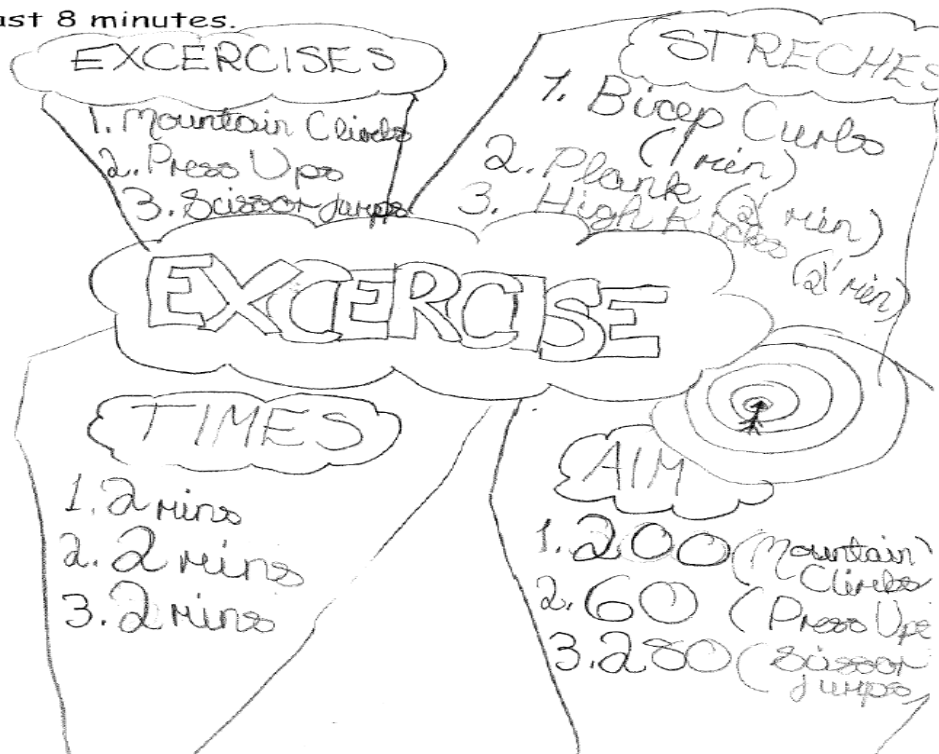 ast 8 minutes.
EXCERCISES
1. Mountain Climbs
2. Press Ups
3. Scissor Jumps
STRECHES
1. Bicep Curls
(1 min)
2. Plank (2 min)
3. High Kicks
(2 min)
EXCERCISE
TIMES
1. 2 mins
2. 2 mins
3. 2 mins
AIM
1. 200 (Mountain
Climbs
2. 60 (Press Ups
3. 280 (Scissor
Jumps